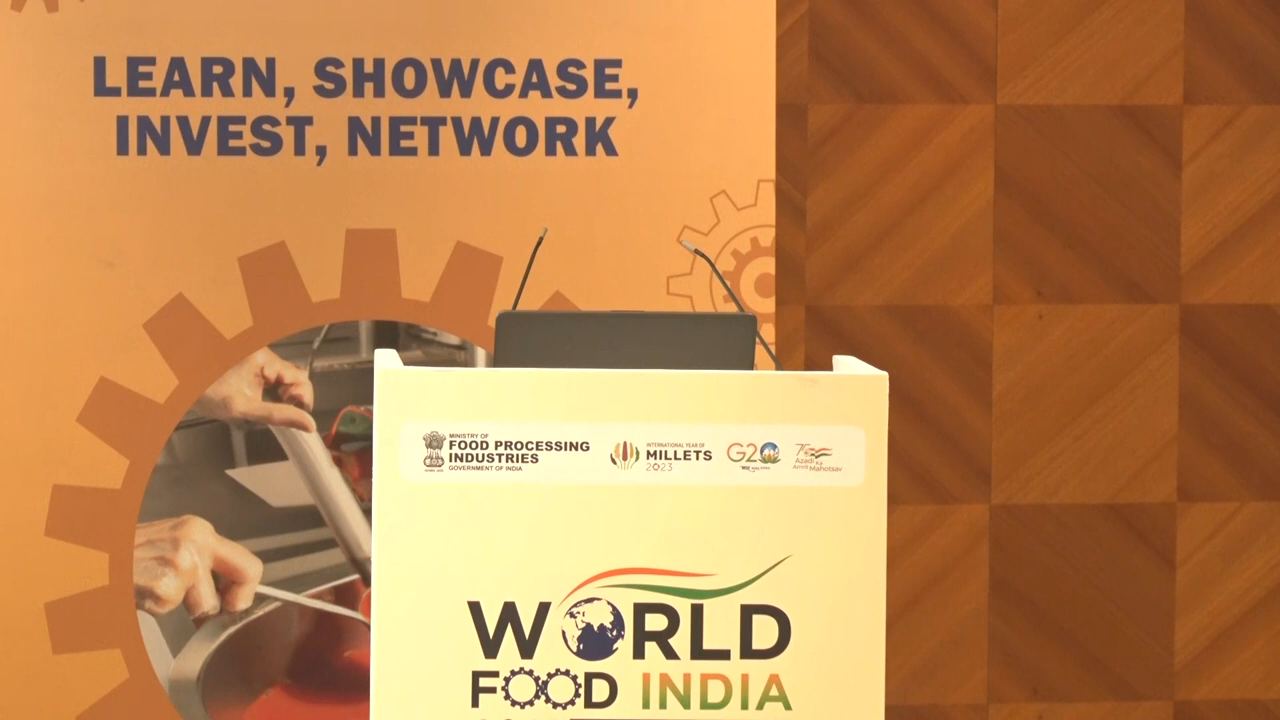 LEARN, SHOWCASE,
INVEST, NETWORK
MINISTRY OF
FOOD PROCESSING
INDUSTRIES
GOVERNMENT OF INDIA
INTERNATIONAL YEAR OF
MILLETS
2023
G20
75
Azadi Ka
Amrit Mahotsav
WORLD
FOOD INDIA